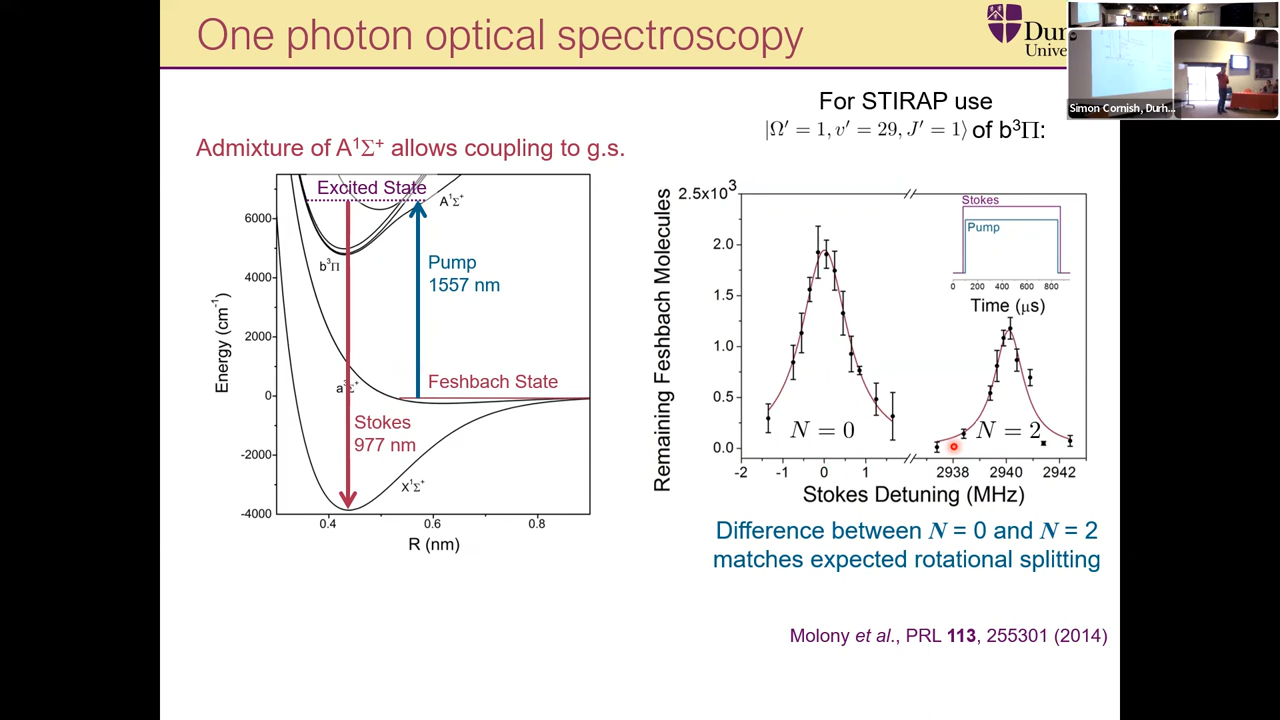 One photon optical spectroscopy
Dur
Unive
Simon Cornish, Durh...
For STIRAP use
|Ω′ = 1, v′ = 29, J′ = 1⟩ of b³Π:
Admixture of A¹Σ⁺ allows coupling to g.s.
Excited State
A¹Σ⁺
b³Π
Pump
1557 nm
Feshbach State
a³Σ⁺
Stokes
977 nm
X¹Σ⁺
Energy (cm⁻¹)
6000
4000
2000
0
-2000
-4000
0.4 0.6 0.8
R (nm)
Remaining Feshbach Molecules
2.5x10³
2.0
1.5
1.0
0.5
0.0
Stokes
Pump
0 200 400 600 800
Time (μs)
N = 0
N = 2
-2 -1 0 1 2938 2940 2942
Stokes Detuning (MHz)
Difference between N = 0 and N = 2
matches expected rotational splitting
Molony et al., PRL 113, 255301 (2014)